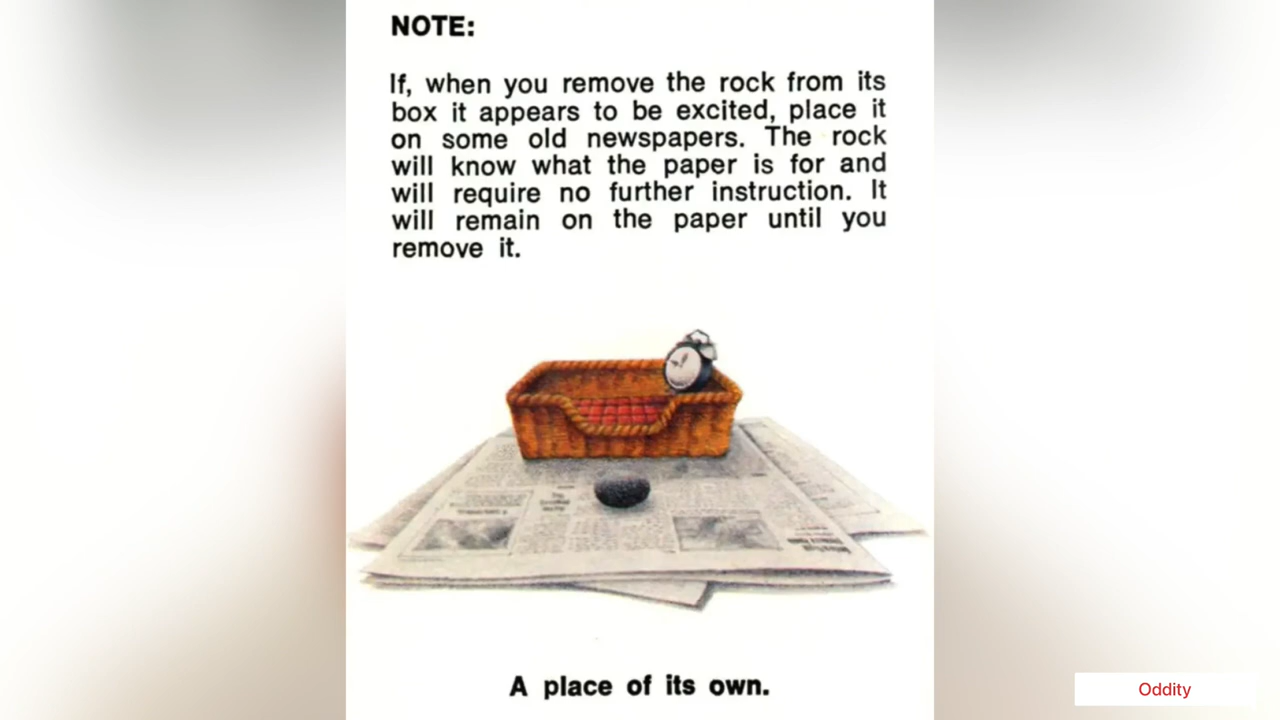 NOTE:
If, when you remove the rock from its
box it appears to be excited, place it
on some old newspapers. The rock
will know what the paper is for and
will require no further instruction. It
will remain on the paper until you
remove it.
A place of its own.
Oddity